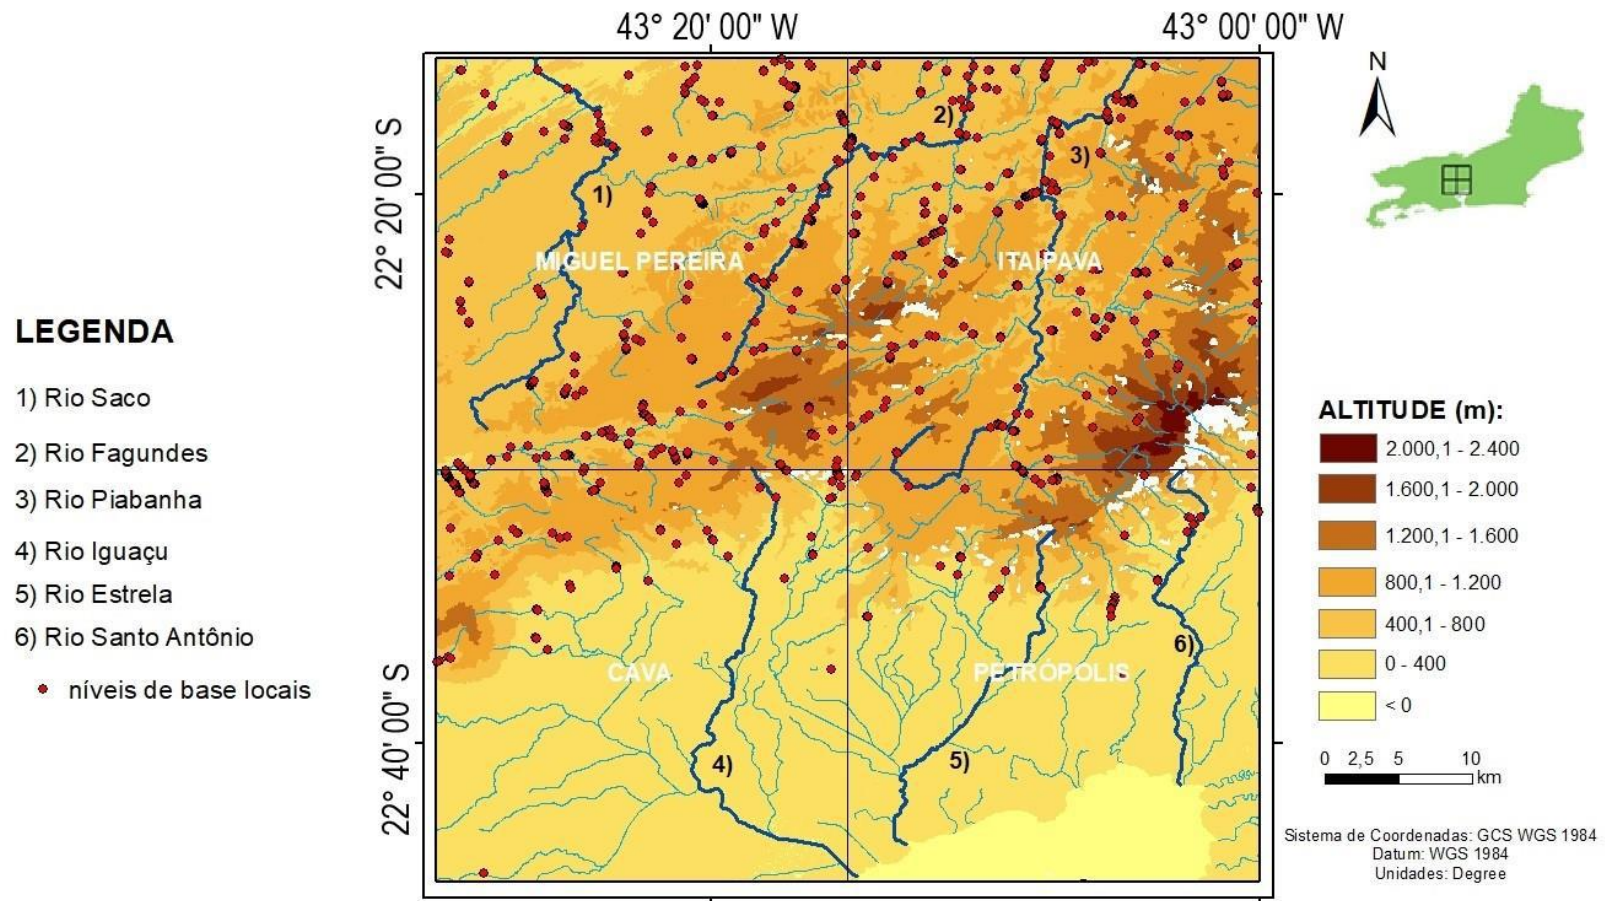 43° 20' 00" W
43° 00' 00" W
N
22° 20' 00" S
22° 40' 00" S
1)
2)
3)
MIGUEL PEREIRA
ITAIPAVA
CAVA
PETRÓPOLIS
4)
5)
6)
LEGENDA
1) Rio Saco
2) Rio Fagundes
3) Rio Piabanha
4) Rio Iguaçu
5) Rio Estrela
6) Rio Santo Antônio
níveis de base locais
ALTITUDE (m):
2.000,1 - 2.400
1.600,1 - 2.000
1.200,1 - 1.600
800,1 - 1.200
400,1 - 800
0 - 400
< 0
0 2,5 5 10
km
Sistema de Coordenadas: GCS WGS 1984
Datum: WGS 1984
Unidades: Degree